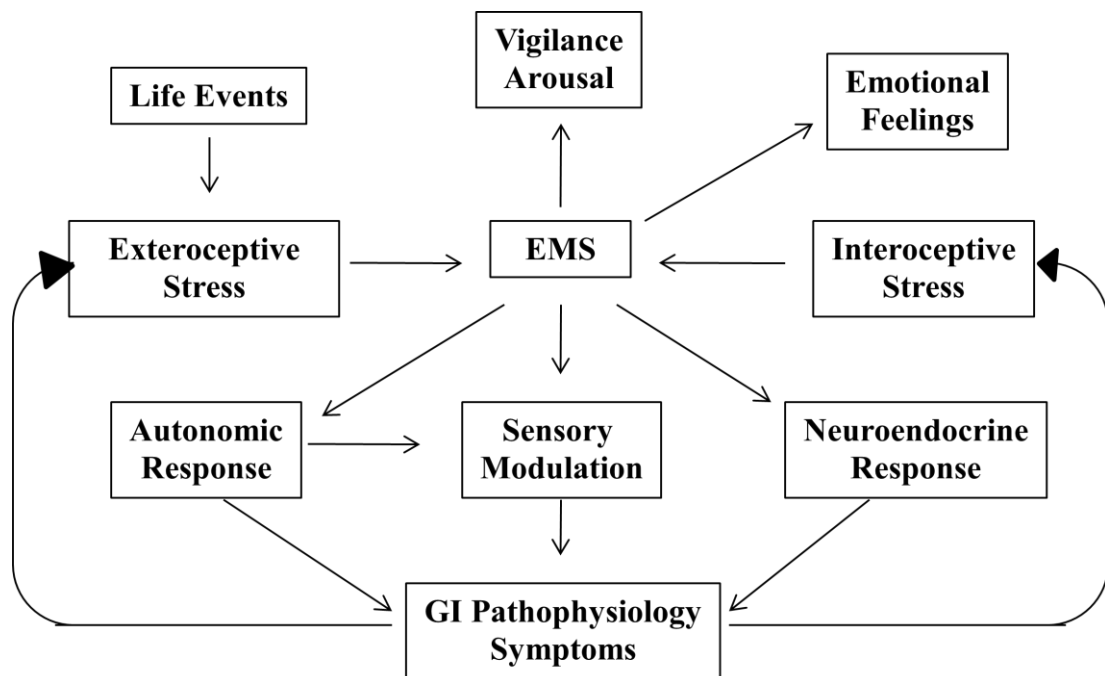 Vigilance
Arousal
Life Events
Emotional
Feelings
Exteroceptive
Stress
EMS
Interoceptive
Stress
Autonomic
Response
Sensory
Modulation
Neuroendocrine
Response
GI Pathophysiology
Symptoms